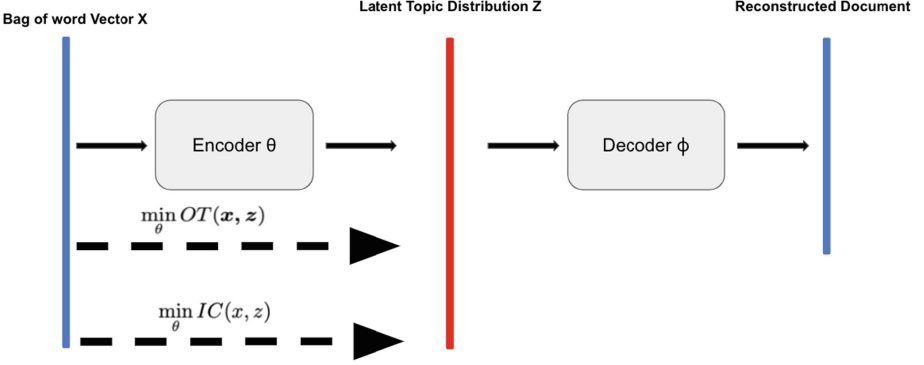 Bag of word Vector X
Latent Topic Distribution Z
Reconstructed Document
Encoder θ
Decoder ϕ
min OT(x, z)
θ
min IC(x, z)
θ